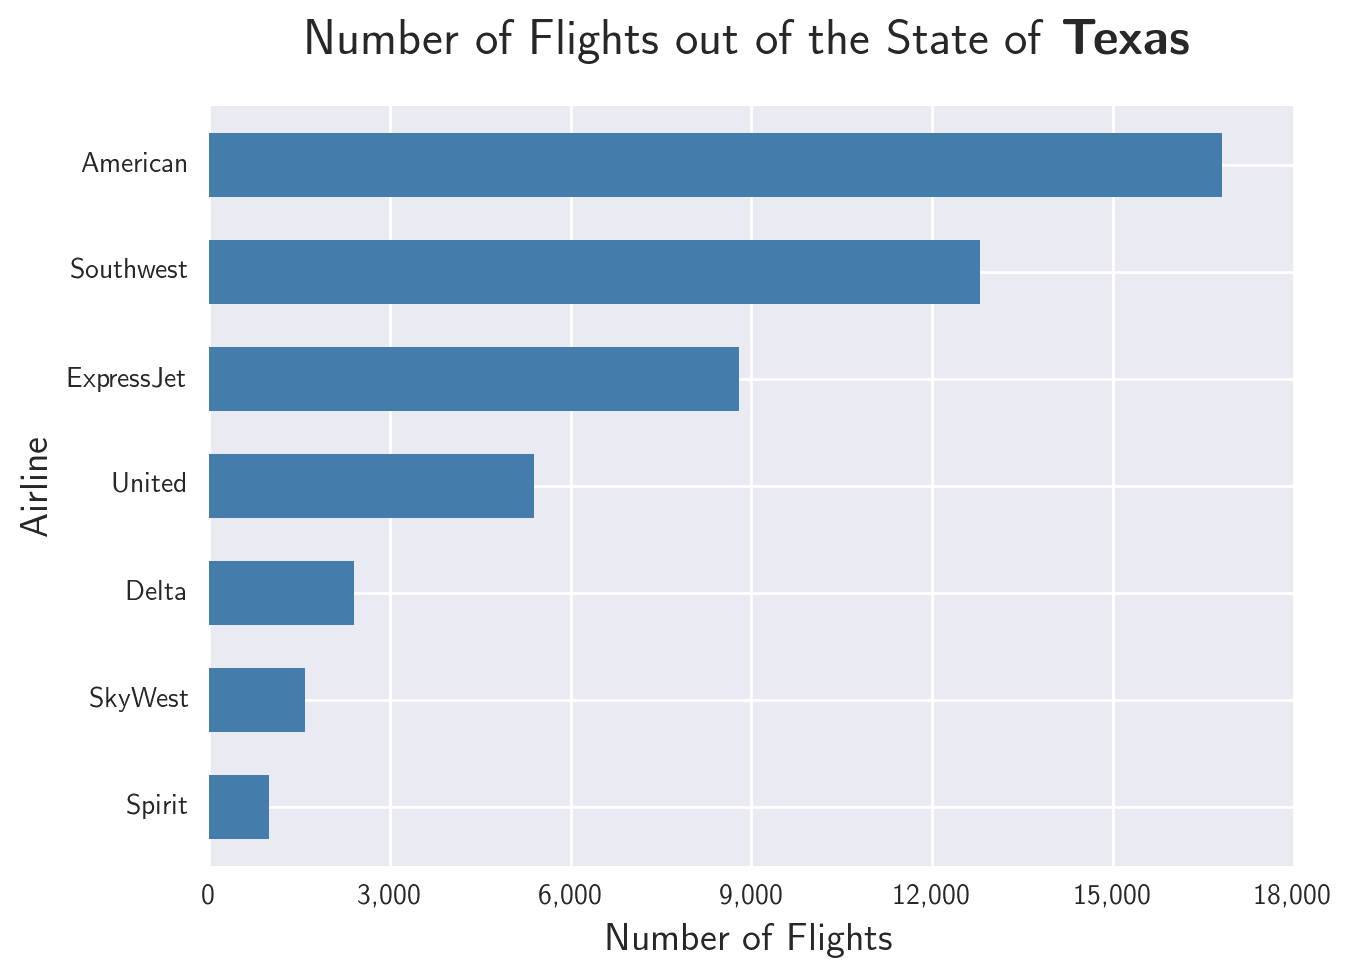 Number of Flights out of the State of Texas
American
Southwest
ExpressJet
United
Delta
SkyWest
Spirit
Airline
0 3,000 6,000 9,000 12,000 15,000 18,000
Number of Flights